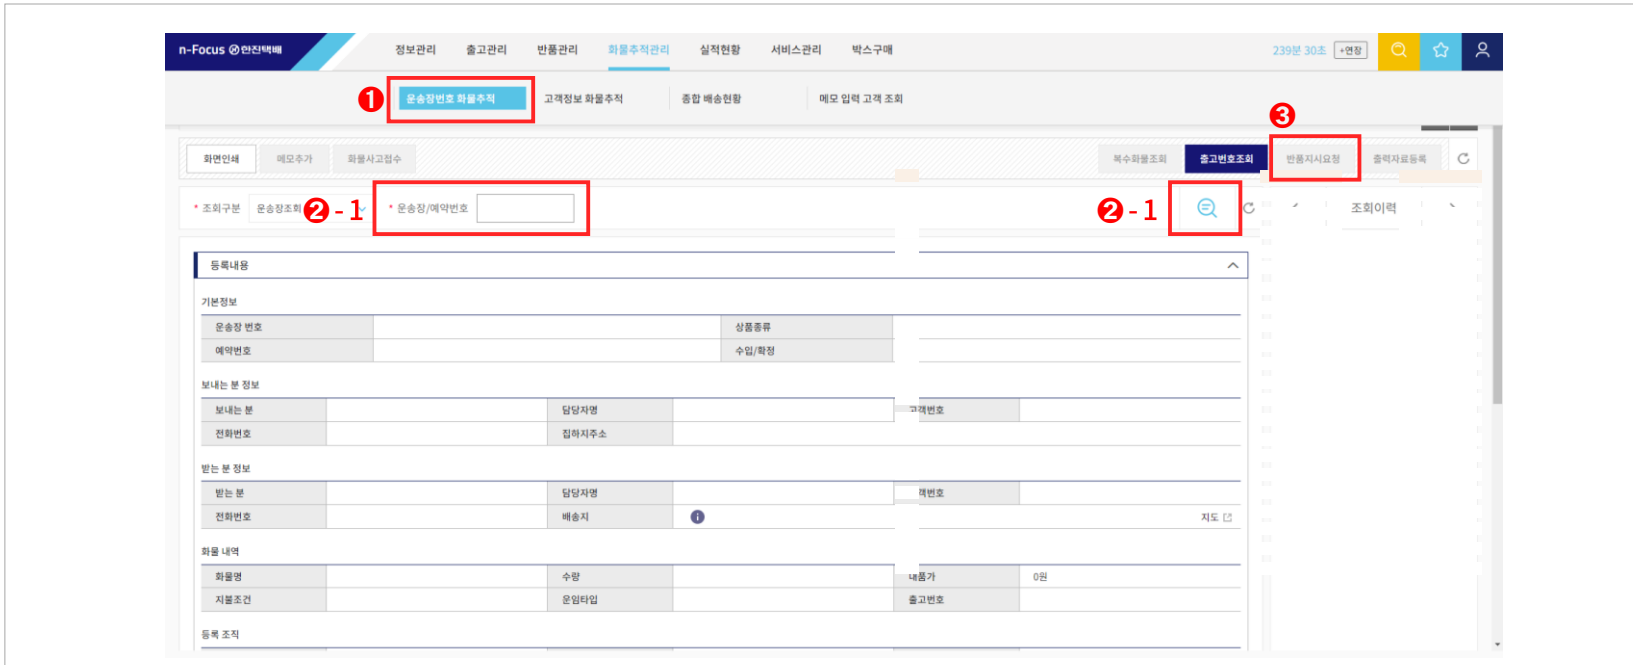 n-Focus 한진택배 정보관리 출고관리 반품관리 화물추적관리 실적현황 서비스관리 박스구매 239분 30초 +연장
❶ 운송장번호 화물추적 고객정보 화물추적 종합 배송현황 메모 입력 고객 조회
❸
화면인쇄 메모추가 화물사고접수 복수화물조회 출고번호조회 반품지시요청 출력자료등록
* 조회구분 운송장조회 ❷ - 1 * 운송장/예약번호 ❷ - 1 조회이력
등록내용
기본정보
운송장 번호 상품종류
예약번호 수입/확정
보내는 분 정보
보내는 분 담당자명 고객번호
전화번호 집하지주소
받는 분 정보
받는 분 담당자명 객번호
전화번호 배송지 지도
화물 내역
화물명 수량 내품가 0원
지불조건 운임타입 출고번호
등록 조직